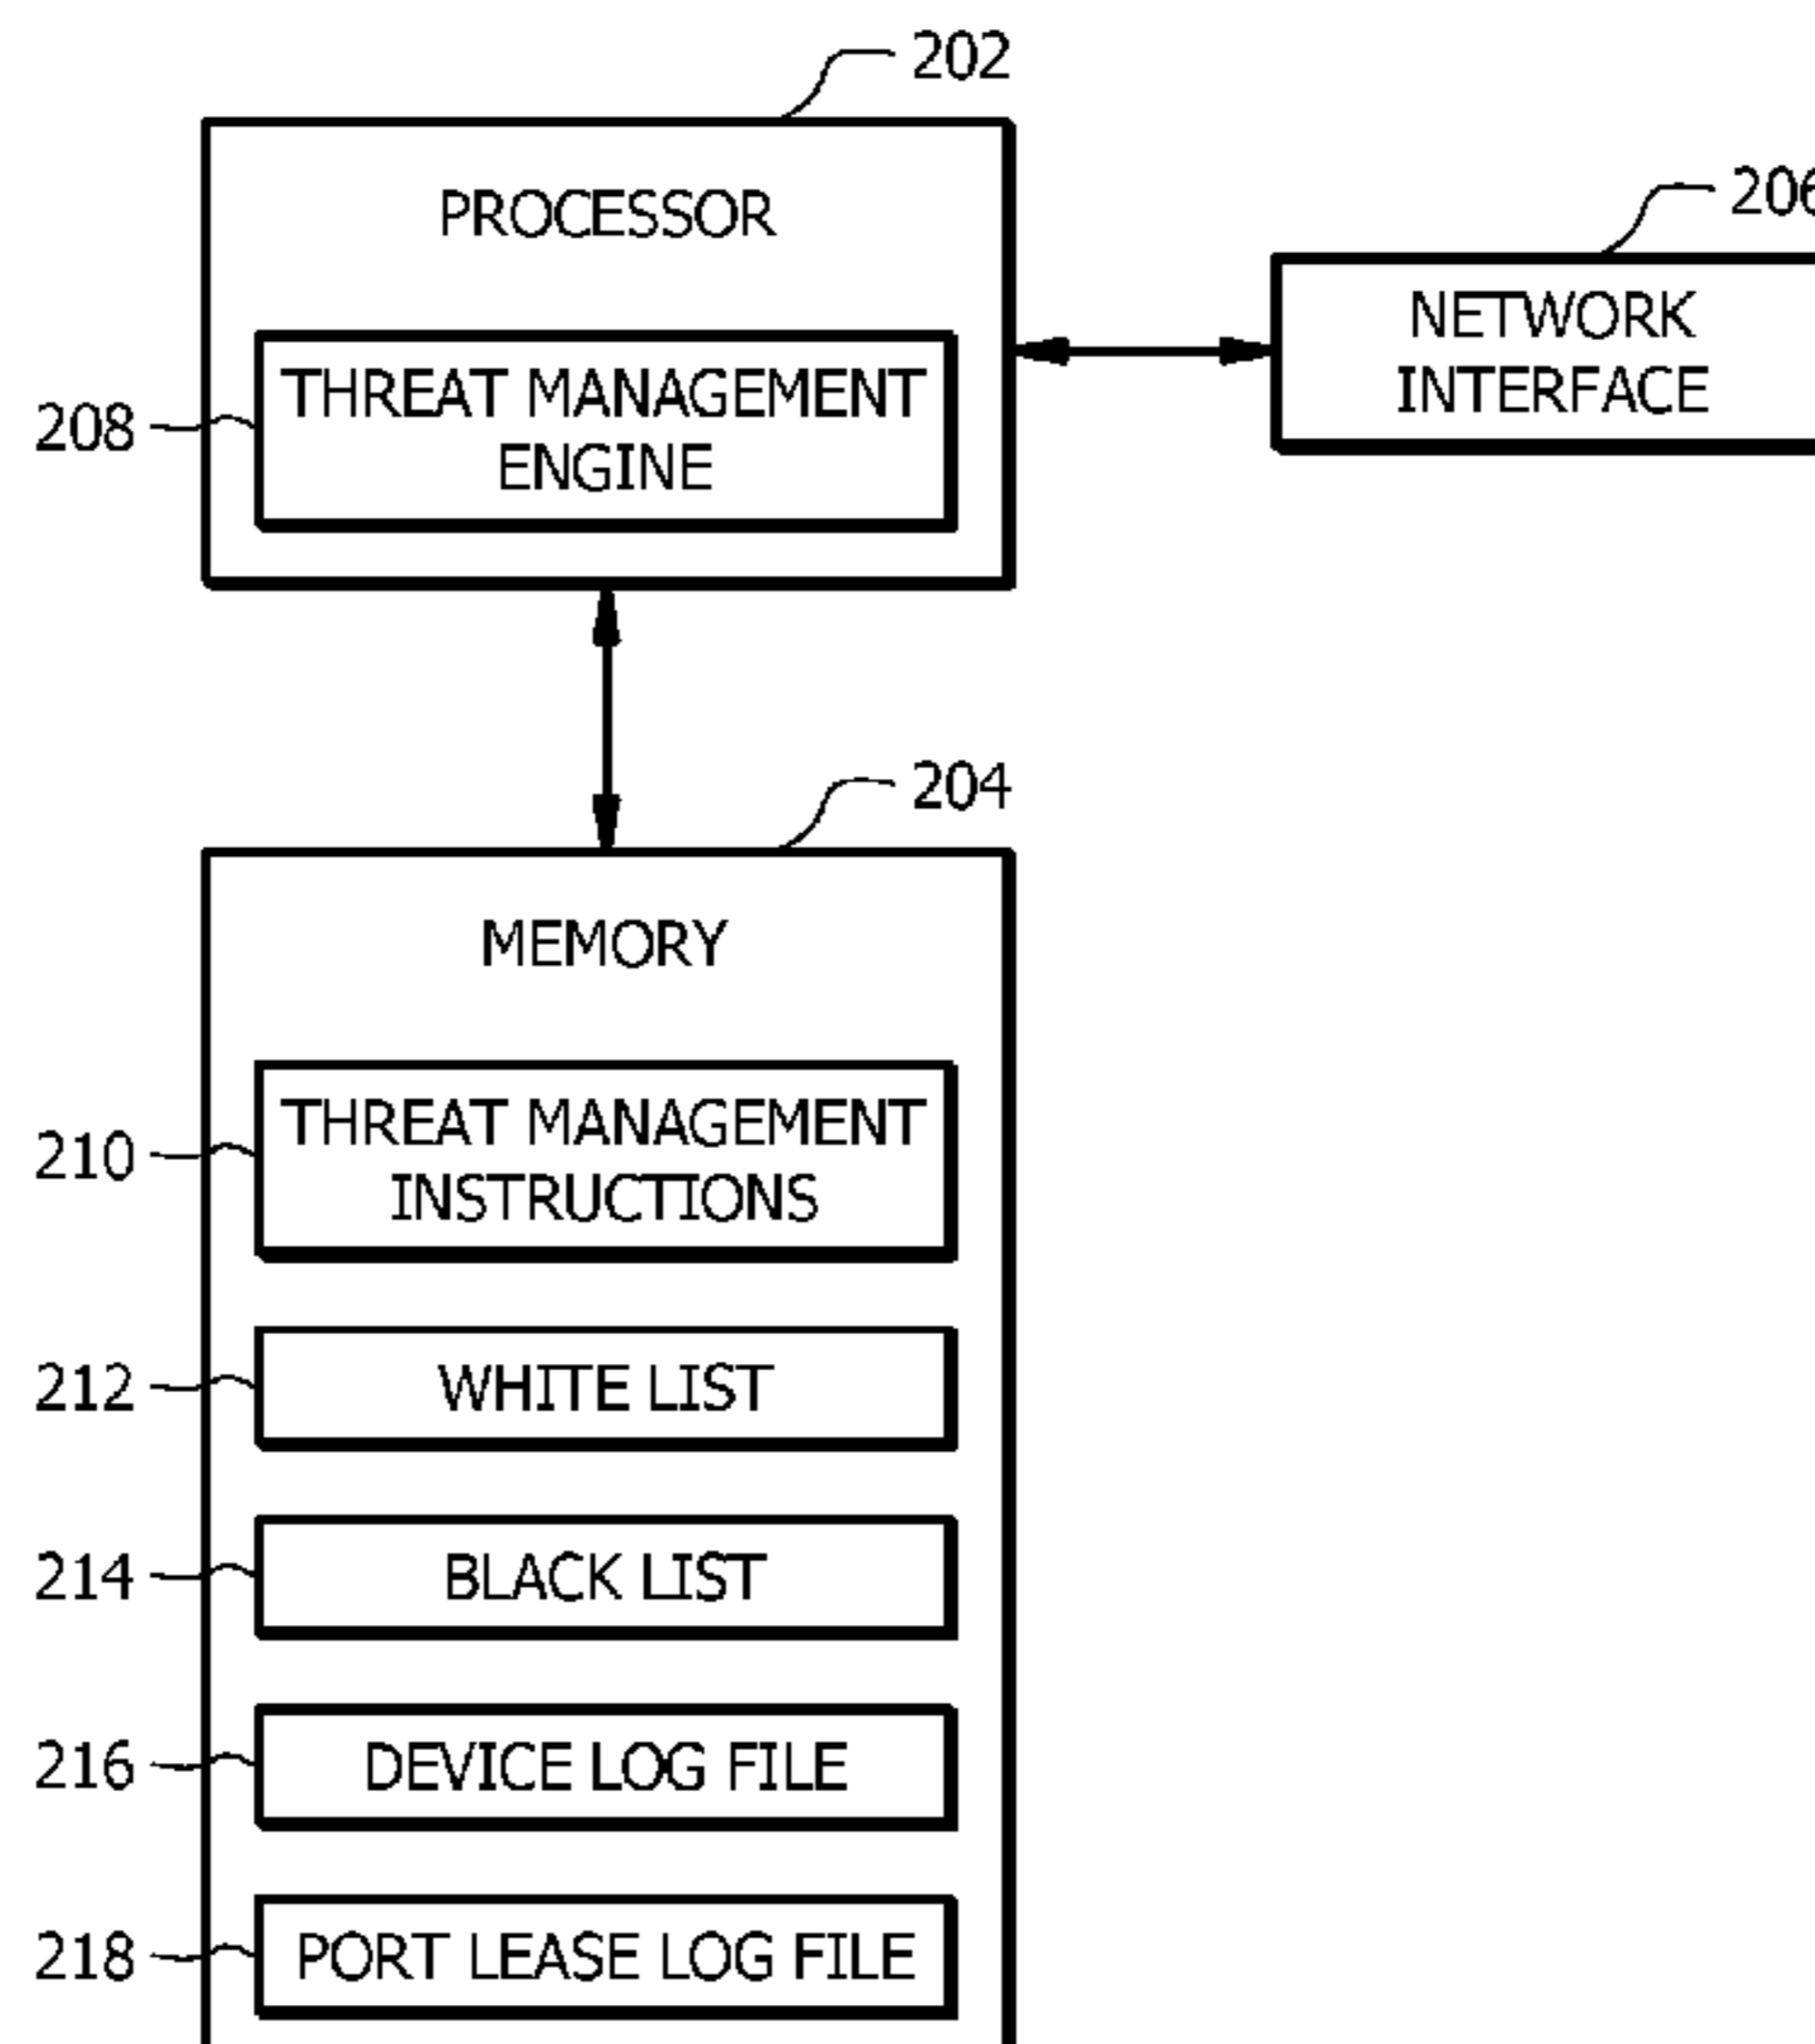 202
PROCESSOR
206
NETWORK
INTERFACE
THREAT MANAGEMENT
ENGINE
208
204
MEMORY
THREAT MANAGEMENT
INSTRUCTIONS
210
212
WHITE LIST
214
BLACK LIST
216
DEVICE LOG FILE
218
PORT LEASE LOG FILE